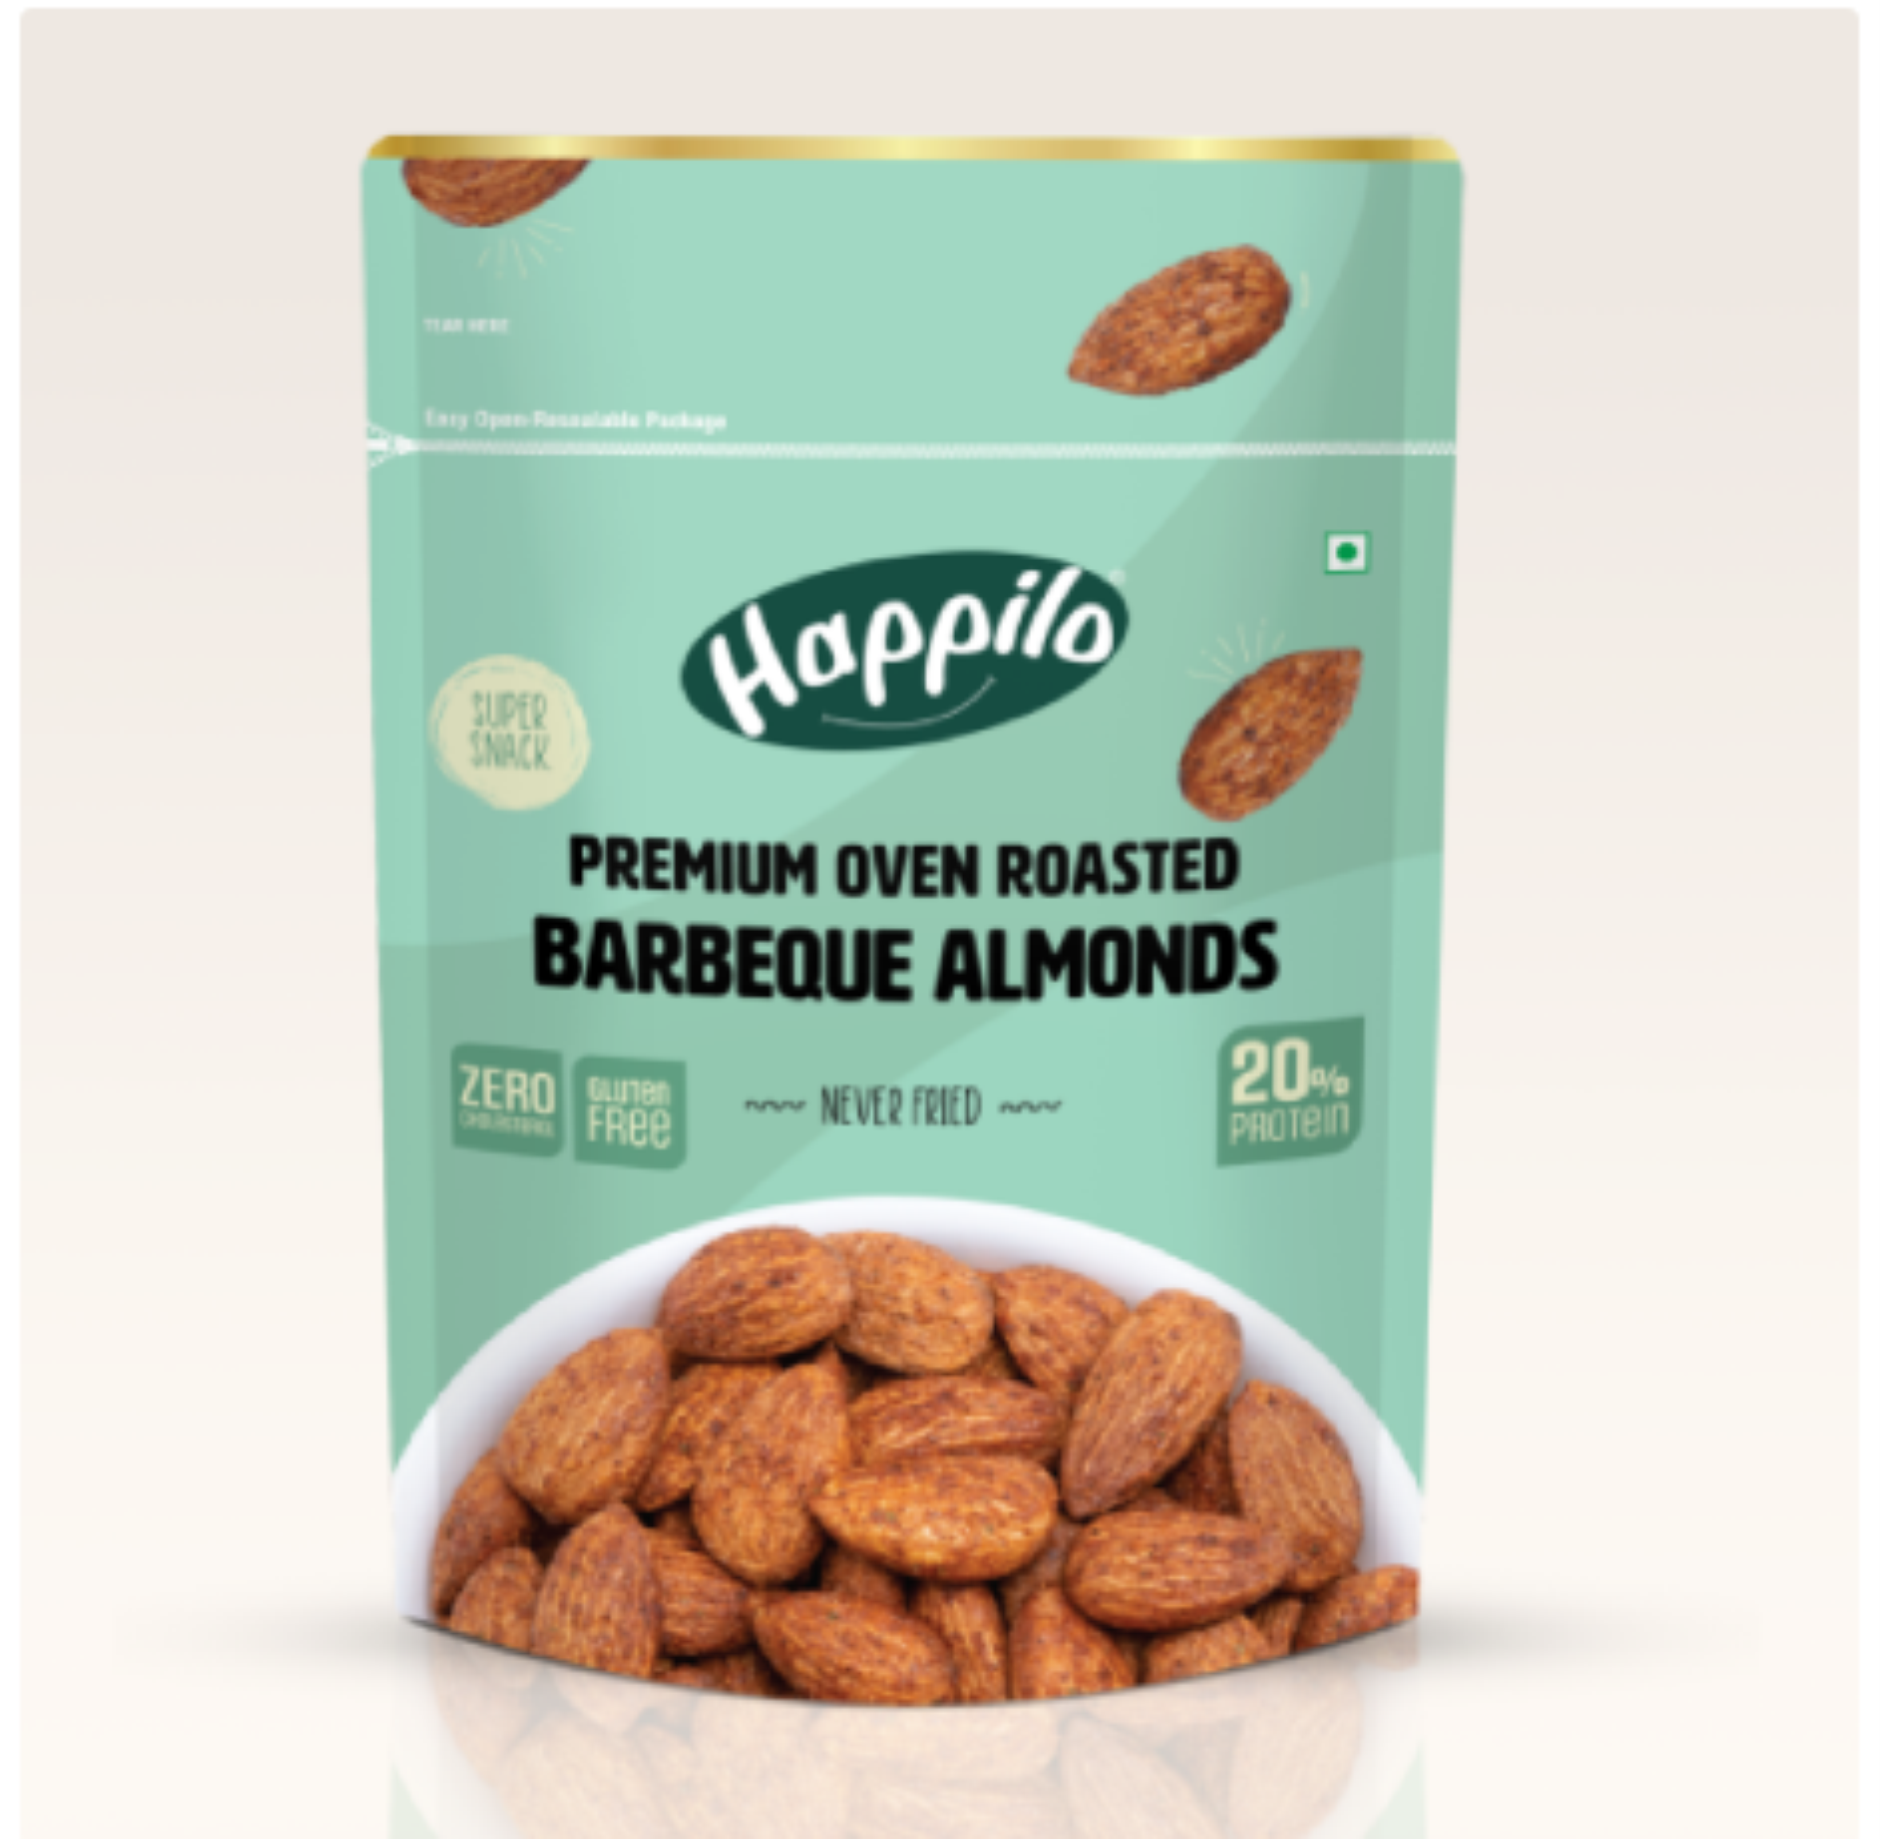 TEAR HERE
Easy Open-Resealable Package
Happilo
SUPER
SNACK
PREMIUM OVEN ROASTED
BARBEQUE ALMONDS
ZERO
CHOLESTEROL
GLUTEN
FREE
~~~ NEVER FRIED ~~~
20%
PROTEIN